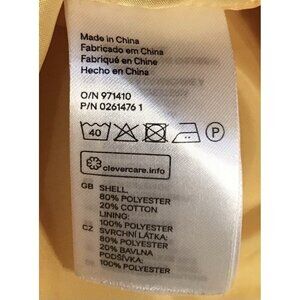 Made in China
Fabricado em China
Fabriqué en Chine
Hecho en China
O/N 971410
P/N 0261476 1
40
P
clevercare.info
GB SHELL:
80% POLYESTER
20% COTTON
LINING:
100% POLYESTER
CZ SVRCHNÍ LÁTKA:
80% POLYESTER
20% BAVLNA
PODŠÍVKA:
100% POLYESTER